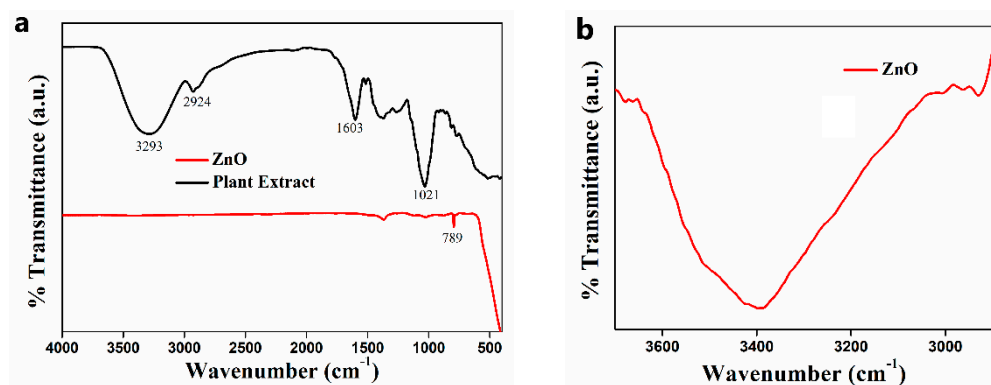 a
% Transmittance (a.u.)
2924
3293
1603
1021
789
ZnO
Plant Extract
4000 3500 3000 2500 2000 1500 1000 500
Wavenumber (cm⁻¹)
b
% Transmittance (a.u.)
ZnO
3600 3400 3200 3000
Wavenumber (cm⁻¹)